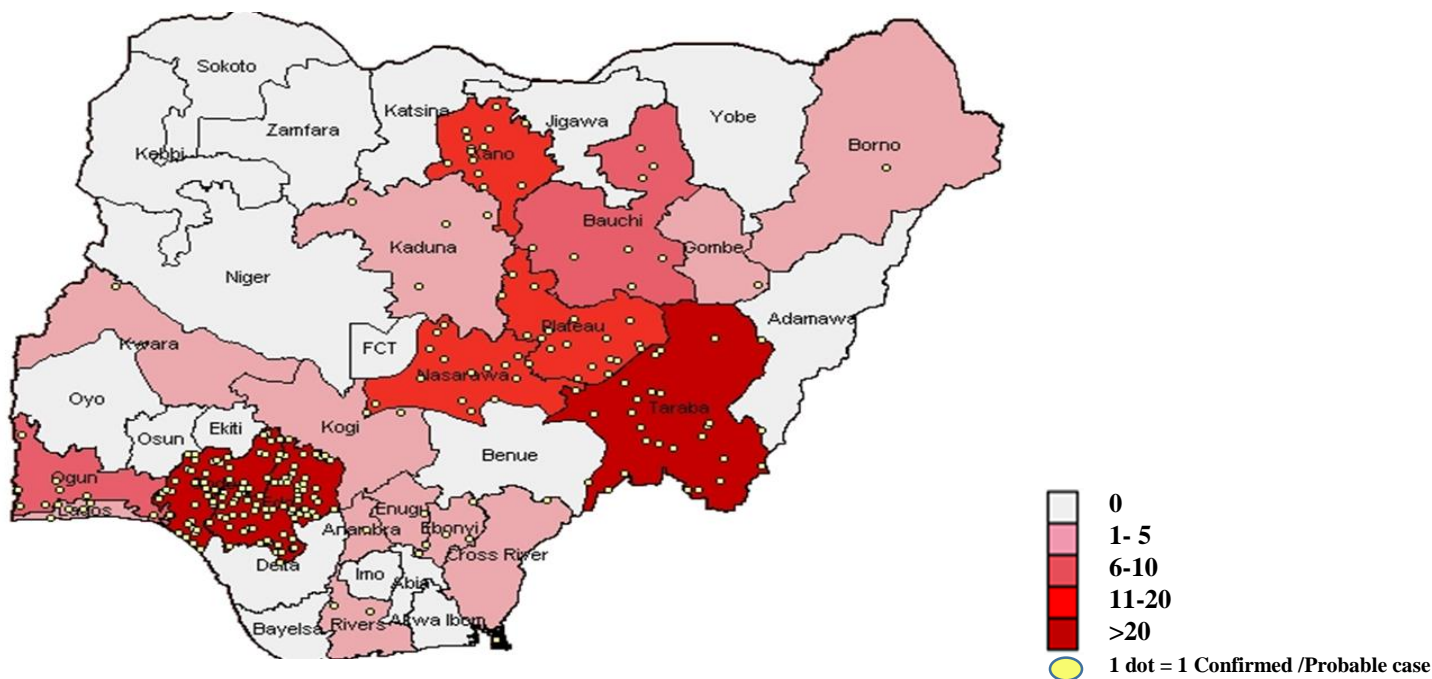 Sokoto
Katsina
Zamfara
Jigawa
Yobe
Kebbi
Kano
Borno
Bauchi
Kaduna
Gombe
Niger
Adamawa
Plateau
Kwara
FCT
Nasarawa
Oyo
Taraba
Osun
Ekiti
Kogi
Benue
Ogun
Lagos
Enugu
Anambra
Ebonyi
Cross River
Delta
Imo
Abia
Bayelsa
Rivers
Akwa Ibom
0
1- 5
6-10
11-20
>20
1 dot = 1 Confirmed /Probable case